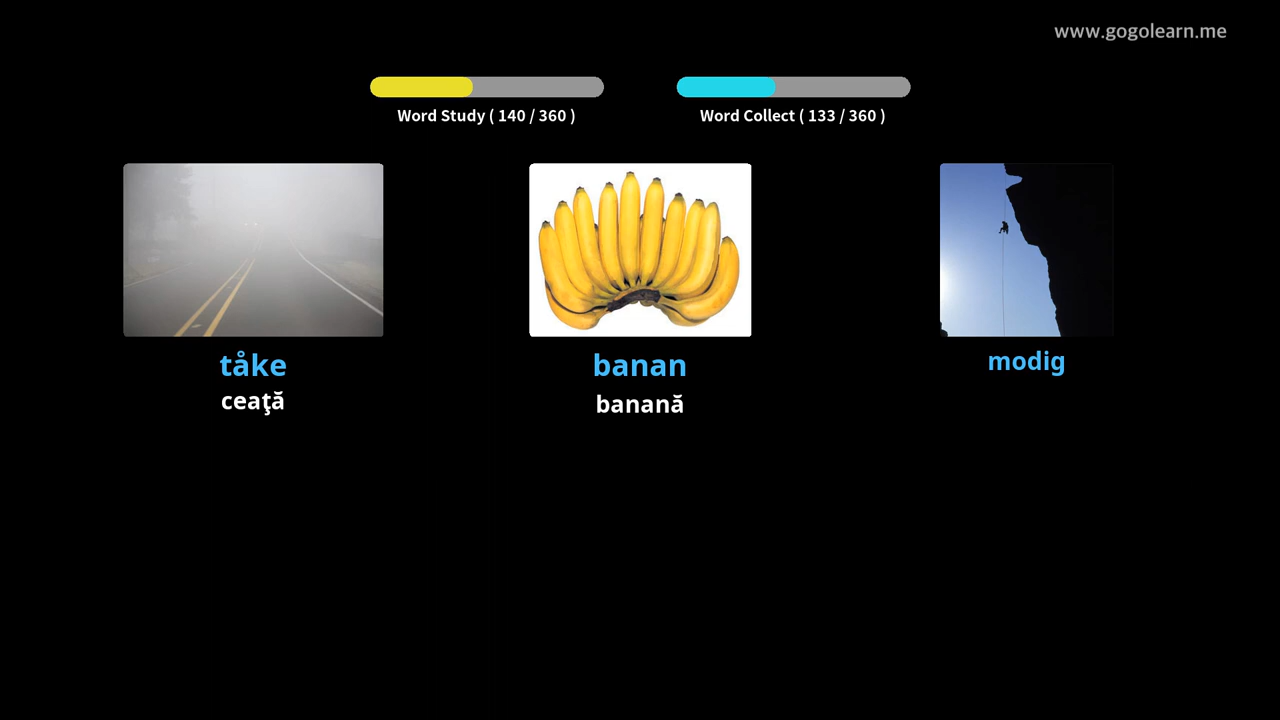 www.gogolearn.me
Word Study ( 140 / 360 )
Word Collect ( 133 / 360 )
tåke
banan
modig
ceaţă
banană